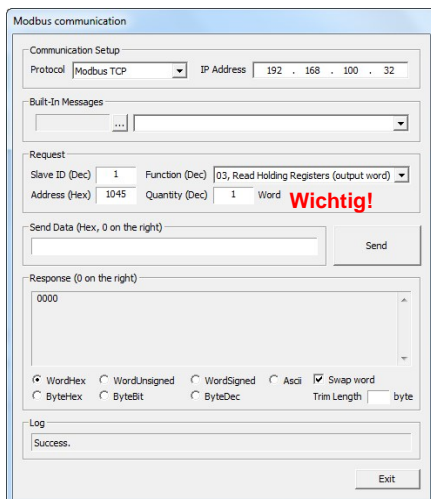 Modbus communication
Communication Setup
Protocol Modbus TCP IP Address 192 . 168 . 100 . 32
Built-In Messages
...
Request
Slave ID (Dec) 1 Function (Dec) 03, Read Holding Registers (output word)
Address (Hex) 1045 Quantity (Dec) 1 Word Wichtig!
Send Data (Hex, 0 on the right)
Send
Response (0 on the right)
0000
WordHex WordUnsigned WordSigned Ascii Swap word
ByteHex ByteBit ByteDec Trim Length byte
Log
Success.
Exit